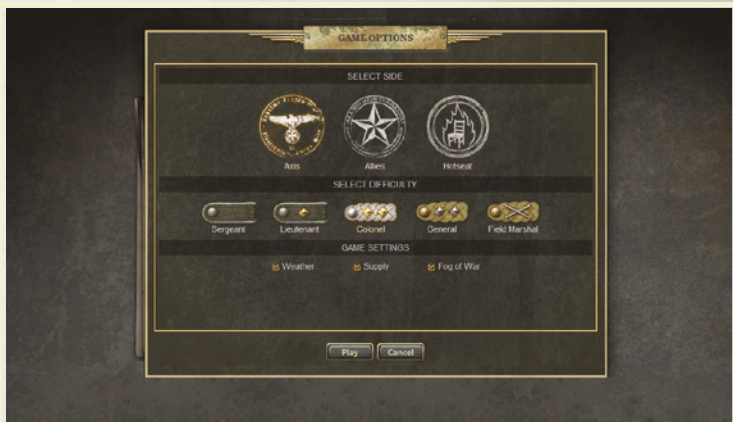 GAME OPTIONS
SELECT SIDE
Axis Allies Hotseat
SELECT DIFFICULTY
Sergeant Lieutenant Colonel General Field Marshal
GAME SETTINGS
Weather Supply Fog of War
Play Cancel